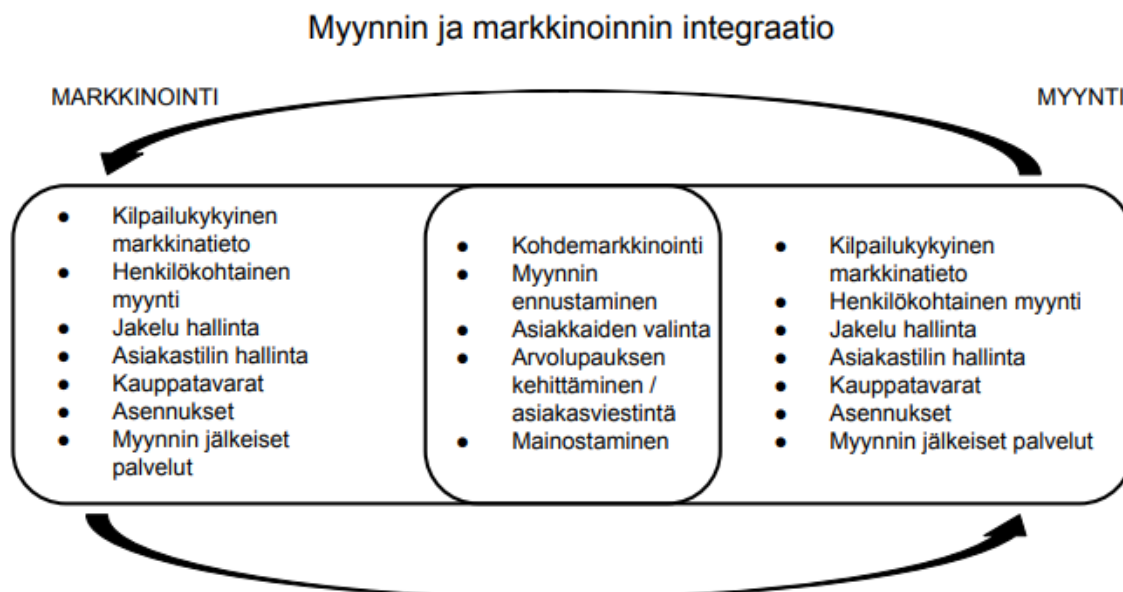 Myynnin ja markkinoinnin integraatio
MARKKINOINTI
MYYNTI
● Kilpailukykyinen
markkinatieto
● Henkilökohtainen
myynti
● Jakelu hallinta
● Asiakastilin hallinta
● Kauppatavarat
● Asennukset
● Myynnin jälkeiset
palvelut
● Kohdemarkkinointi
● Myynnin
ennustaminen
● Asiakkaiden valinta
● Arvolupauksen
kehittäminen /
asiakasviestintä
● Mainostaminen
● Kilpailukykyinen
markkinatieto
● Henkilökohtainen myynti
● Jakelu hallinta
● Asiakastilin hallinta
● Kauppatavarat
● Asennukset
● Myynnin jälkeiset palvelut